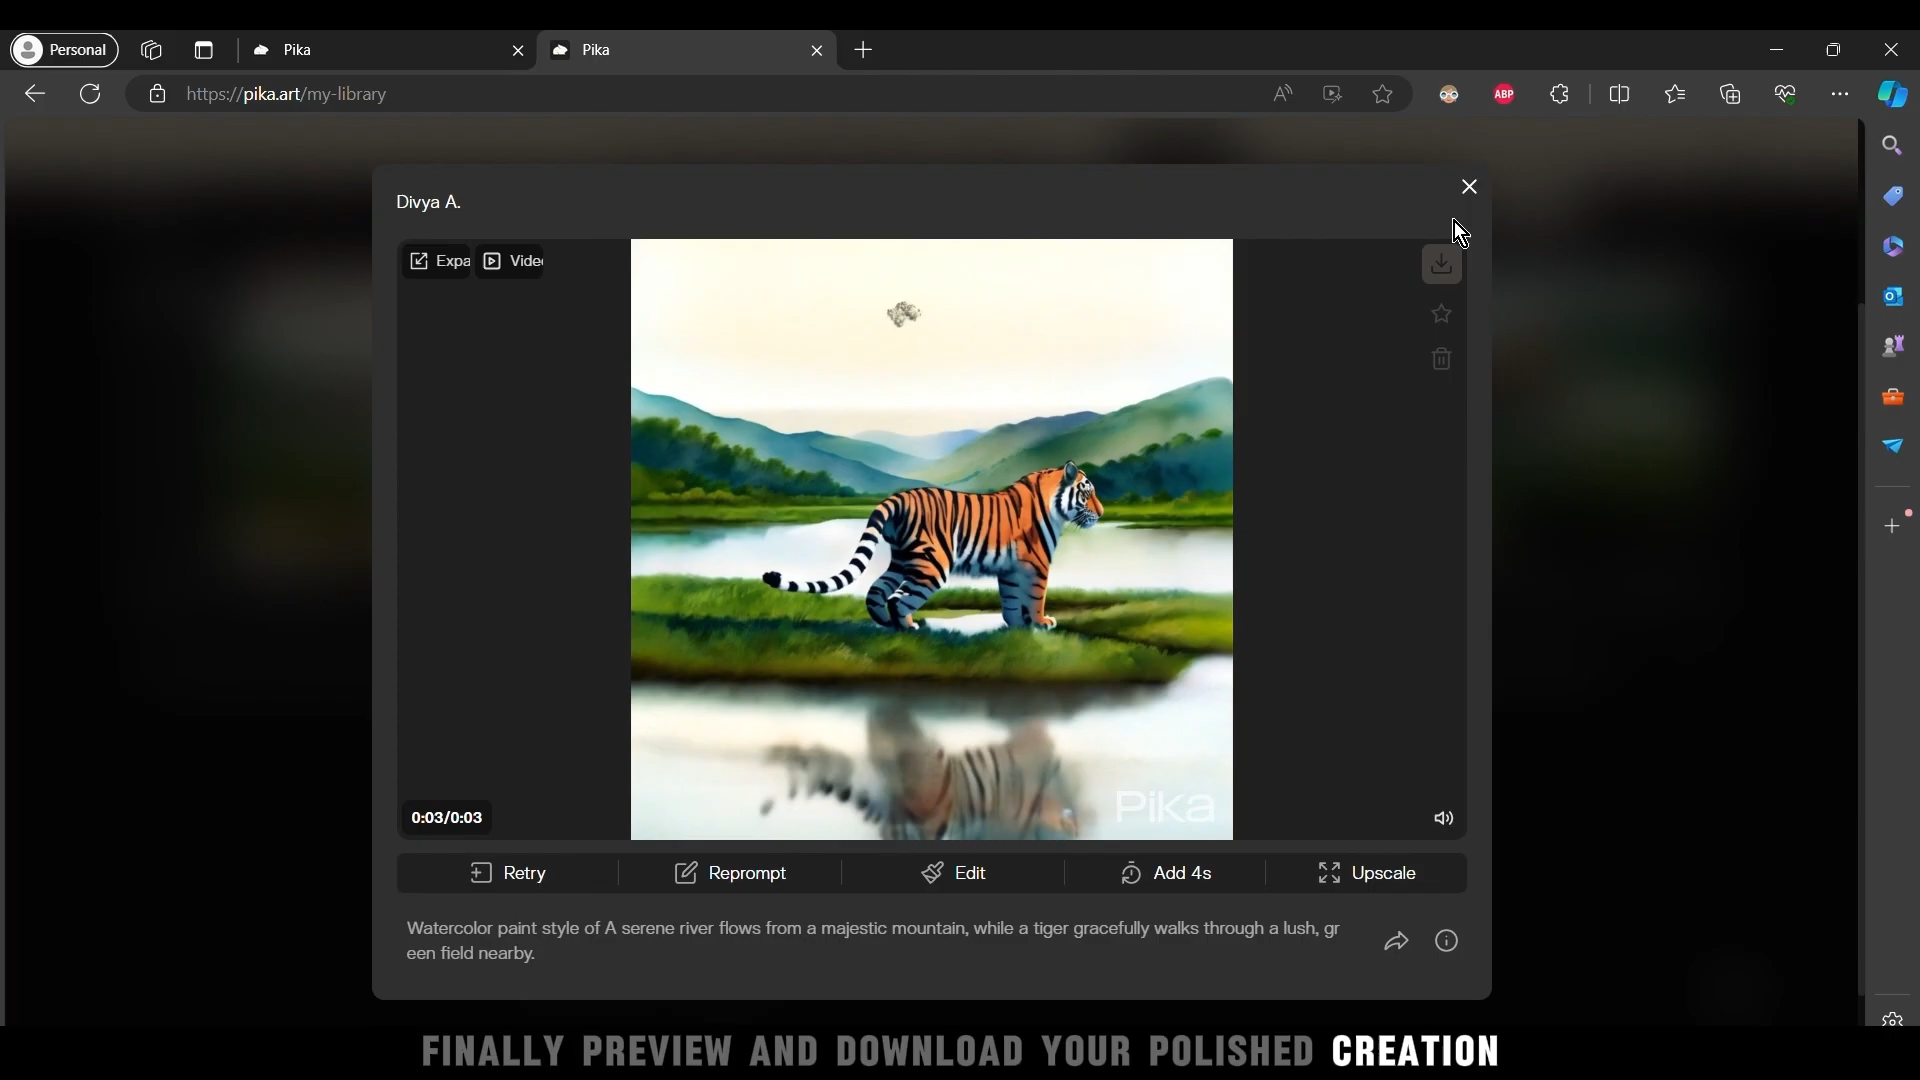 Personal
Pika
Pika
https://pika.art/my-library
ABP
Divya A.
Expa
Vide
Pika
0:03/0:03
Retry
Reprompt
Edit
Add 4s
Upscale
Watercolor paint style of A serene river flows from a majestic mountain, while a tiger gracefully walks through a lush, gr
een field nearby.
FINALLY PREVIEW AND DOWNLOAD YOUR POLISHED CREATION